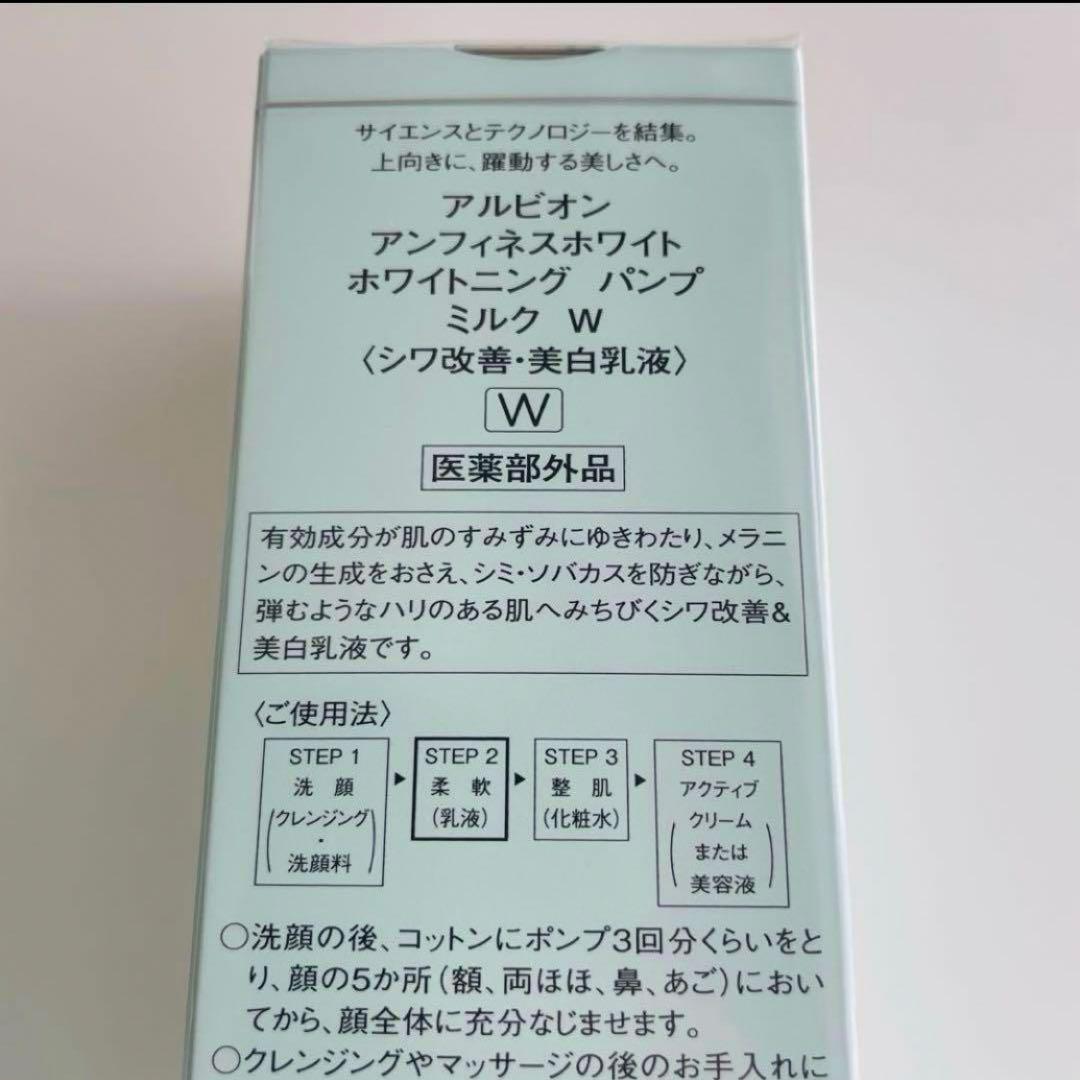 サイエンスとテクノロジーを結集。
上向きに、躍動する美しさへ。
アルビオン
アンフィネスホワイト
ホワイトニング パンプ
ミルク W
〈シワ改善・美白乳液〉
W
医薬部外品
有効成分が肌のすみずみにゆきわたり、メラニ
ンの生成をおさえ、シミ・ソバカスを防ぎながら、
弾むようなハリのある肌へみちびくシワ改善&
美白乳液です。
〈ご使用法〉
STEP 1
洗 顔
(クレンジング
・
洗顔料)
STEP 2
柔 軟
(乳液)
STEP 3
整 肌
(化粧水)
STEP 4
アクティブ
(クリーム
または
美容液)
○洗顔の後、コットンにポンプ3回分くらいをと
り、顔の5か所(額、両ほほ、鼻、あご)においてから、顔全体に充分なじませます。
○クレンジングやマッサージの後のお手入れに